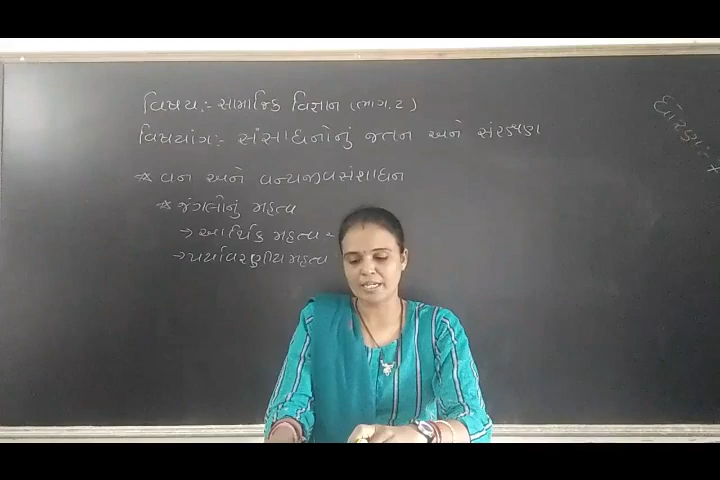 વિષય:- સામાજિક વિજ્ઞાન (ભાગ.2)
વિષયાંગ:- સંસાધનોનું જતન અને સંરક્ષણ
* વન અને વન્યજીવસંશાધન
* જંગલોનું મહત્વ
→ આર્થિક મહત્વ
→ પર્યાવરણીય મહત્વ
ધોરણ:-